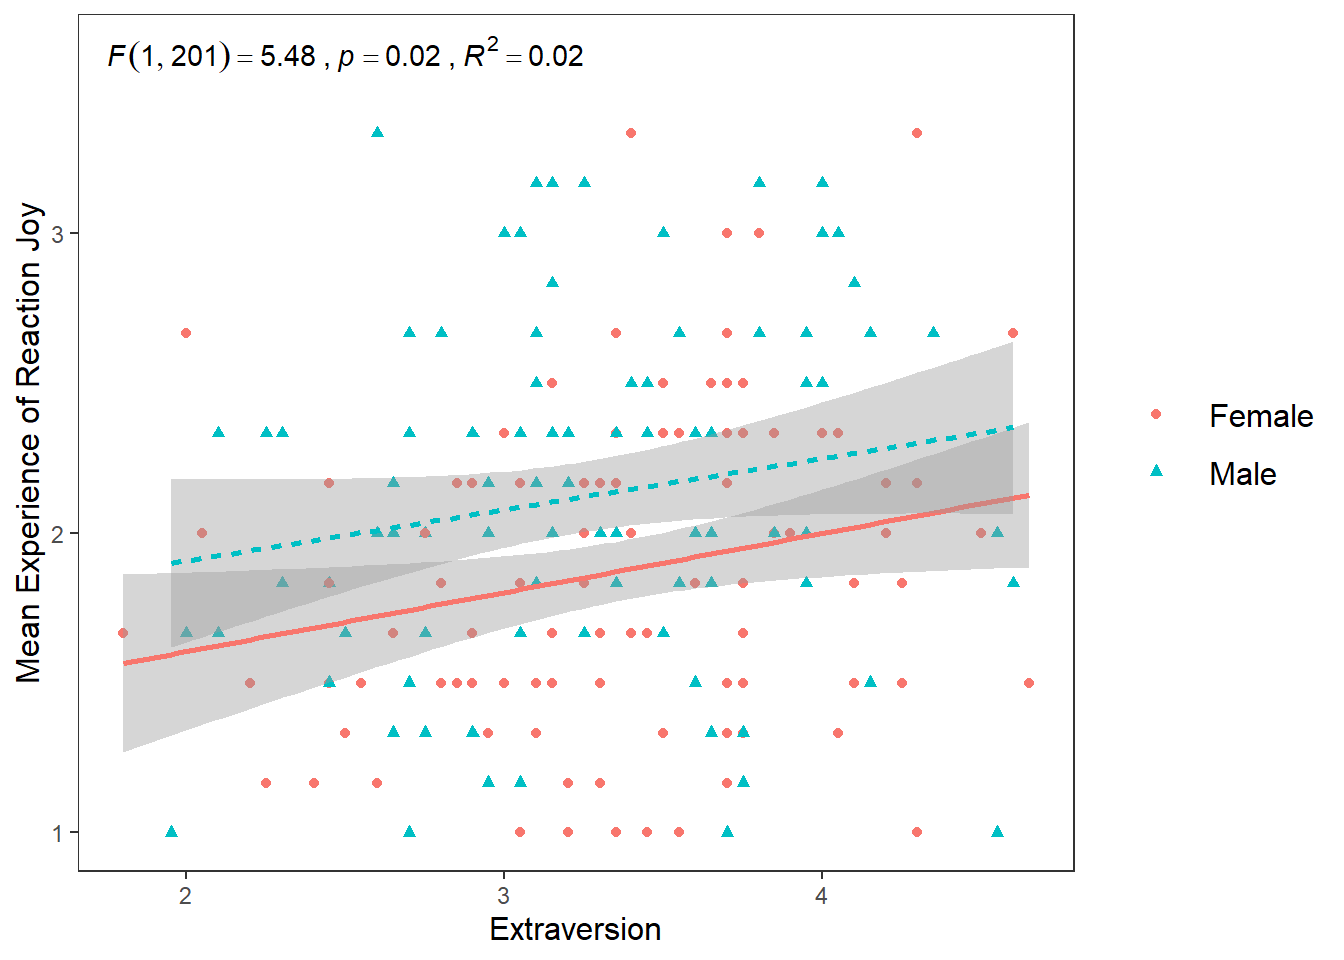 F(1, 201) = 5.48 , p = 0.02 , R² = 0.02
3
2
1
Mean Experience of Reaction Joy
2 3 4
Extraversion
Female
Male